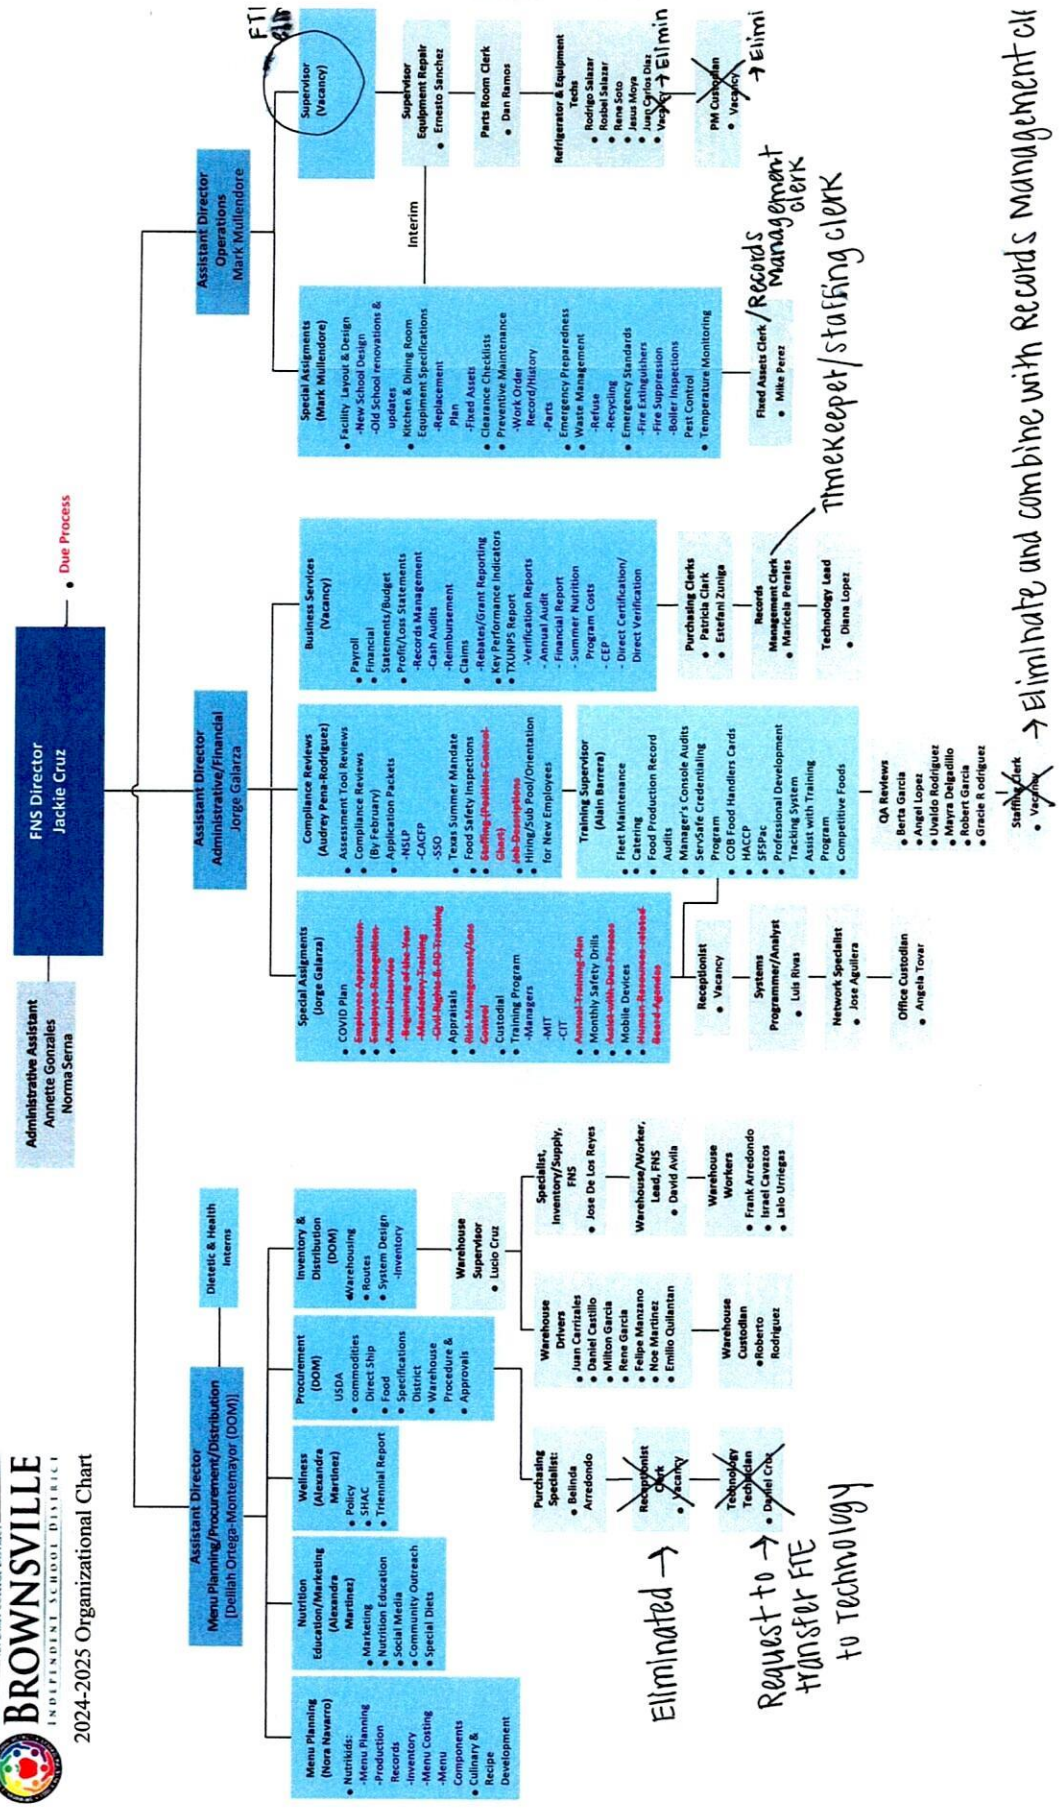 BROWNSVILLE
INDEPENDENT SCHOOL DISTRICT
2024-2025 Organizational Chart
FNS Director
Jackie Cruz
• Due Process
Administrative Assistant
Annette Gonzales
Norma Serna
Assistant Director
Menu Planning/Procurement/Distribution
[Delilah Ortega-Montemayor (DOM)]
Dietetic & Health
Interns
Menu Planning
(Nora Navarro)
• Nutrikids:
-Menu Planning
-Production
Records
-Inventory
-Menu Costing
-Menu
Components
• Culinary &
Recipe
Development
Nutrition
Education/Marketing
(Alexandra
Martinez)
• Marketing
• Nutrition Education
• Social Media
• Community Outreach
• Special Diets
Wellness
(Alexandra
Martinez)
• Policy
• SHAC
• Triennial Report
Procurement
(DOM)
USDA
• commodities
Direct Ship
• Food
• Specifications
District
• Warehouse
Procedure &
• Approvals
Inventory &
Distribution
(DOM)
•Warehousing
• Routes
• System Design
-Inventory
Purchasing
Specialist:
• Belinda
Arredondo
Receptionist
Clerk
• Vacancy
Eliminated →
Technology
Technician
• Daniel Cruz
Request to →
transfer FTE
to Technology
Warehouse
Supervisor
• Lucio Cruz
Warehouse
Drivers
• Juan Carrizales
• Daniel Castillo
• Milton Garcia
• Rene Garcia
• Felipe Manzano
• Noe Martinez
• Emilio Quilantan
Warehouse
Custodian
•Roberto
Rodriguez
Specialist,
Inventory/Supply,
FNS
• Jose De Los Reyes
Warehouse/Worker,
Lead, FNS
• David Avila
Warehouse
Workers
• Frank Arredondo
• Israel Cavazos
• Lalo Urriegas
Assistant Director
Administrative/Financial
Jorge Galarza
Special Assigments
(Jorge Galarza)
• COVID Plan
• Employee Appreciation
• Employee Recognition
• Annual Inservice
-Beginning of the Year
-Mandatory Training
-Civil Rights & PD Tracking
• Appraisals
• Risk Management/Loss
Control
• Custodial
• Training Program
-Managers
-MIT
-CIT
• Annual Training Plan
• Monthly Safety Drills
• Assist with Due Process
• Mobile Devices
• Human Resources related
Board Agendas
Compliance Reviews
(Audrey Pena-Rodriguez)
• Assessment Tool Reviews
• Compliance Reviews
(By February)
• Application Packets
-NSLP
-CACFP
-SSO
• Texas Summer Mandate
• Food Safety Inspections
• Staffing (Position Control
Chart)
• Job Descriptions
• Hiring/Sub Pool/Orientation
for New Employees
Business Services
(Vacancy)
• Payroll
• Financial
Statements/Budget
• Profit/Loss Statements
-Records Management
-Cash Audits
-Reimbursement
• Claims
-Rebates/Grant Reporting
• Key Performance Indicators
• TXUNPS Report
-Verification Reports
- Annual Audit
- Financial Report
- Summer Nutrition
Program Costs
- CEP
- Direct Certification/
Direct Verification
Receptionist
• Vacancy
Systems
Programmer/Analyst
• Luis Rivas
Network Specialist
• Jose Aguilera
Office Custodian
• Angela Tovar
Training Supervisor
(Alain Barrera)
• Fleet Maintenance
• Catering
• Food Production Record
Audits
• Manager's Console Audits
• ServSafe Credentialing
Program
• COB Food Handlers Cards
• HACCP
• SFSPac
• Professional Development
Tracking System
• Assist with Training
Program
• Competitive Foods
QA Reviews
• Berta Garcia
• Angel Lopez
• Uvaldo Rodriguez
• Mayra Delgadillo
• Robert Garcia
• Gracie Rodriguez
Staffing Clerk
• Vacancy
→ Eliminate and combine with Records Management
Purchasing Clerks
• Patricia Clark
• Estefani Zuniga
Records
Management Clerk
• Maricela Perales
Timekeeper/staffing clerk
Technology Lead
• Diana Lopez
Assistant Director
Operations
Mark Mullendore
Special Assigments
(Mark Mullendore)
• Facility Layout & Design
-New School Design
-Old School renovations &
updates
• Kitchen & Dining Room
Equipment Specifications
-Replacement
Plan
-Fixed Assets
• Clearance Checklists
• Preventive Maintenance
-Work Order
Record/History
-Parts
• Emergency Preparedness
• Waste Management
-Refuse
-Recycling
• Emergency Standards
-Fire Extinguishers
-Fire Suppression
-Boiler Inspections
Pest Control
• Temperature Monitoring
Fixed Assets Clerk
• Mike Perez
/Records
Management
clerk
Interim
Supervisor
(Vacancy)
Supervisor
Equipment Repair
• Ernesto Sanchez
Parts Room Clerk
• Dan Ramos
Refrigerator & Equipment
Techs
• Rodrigo Salazar
• Rosbel Salazar
• Rene Soto
• Jesus Moya
• Juan Carlos Diaz
• Vacancy → Elimin
PM Custodian
• Vacancy
→ Elimi